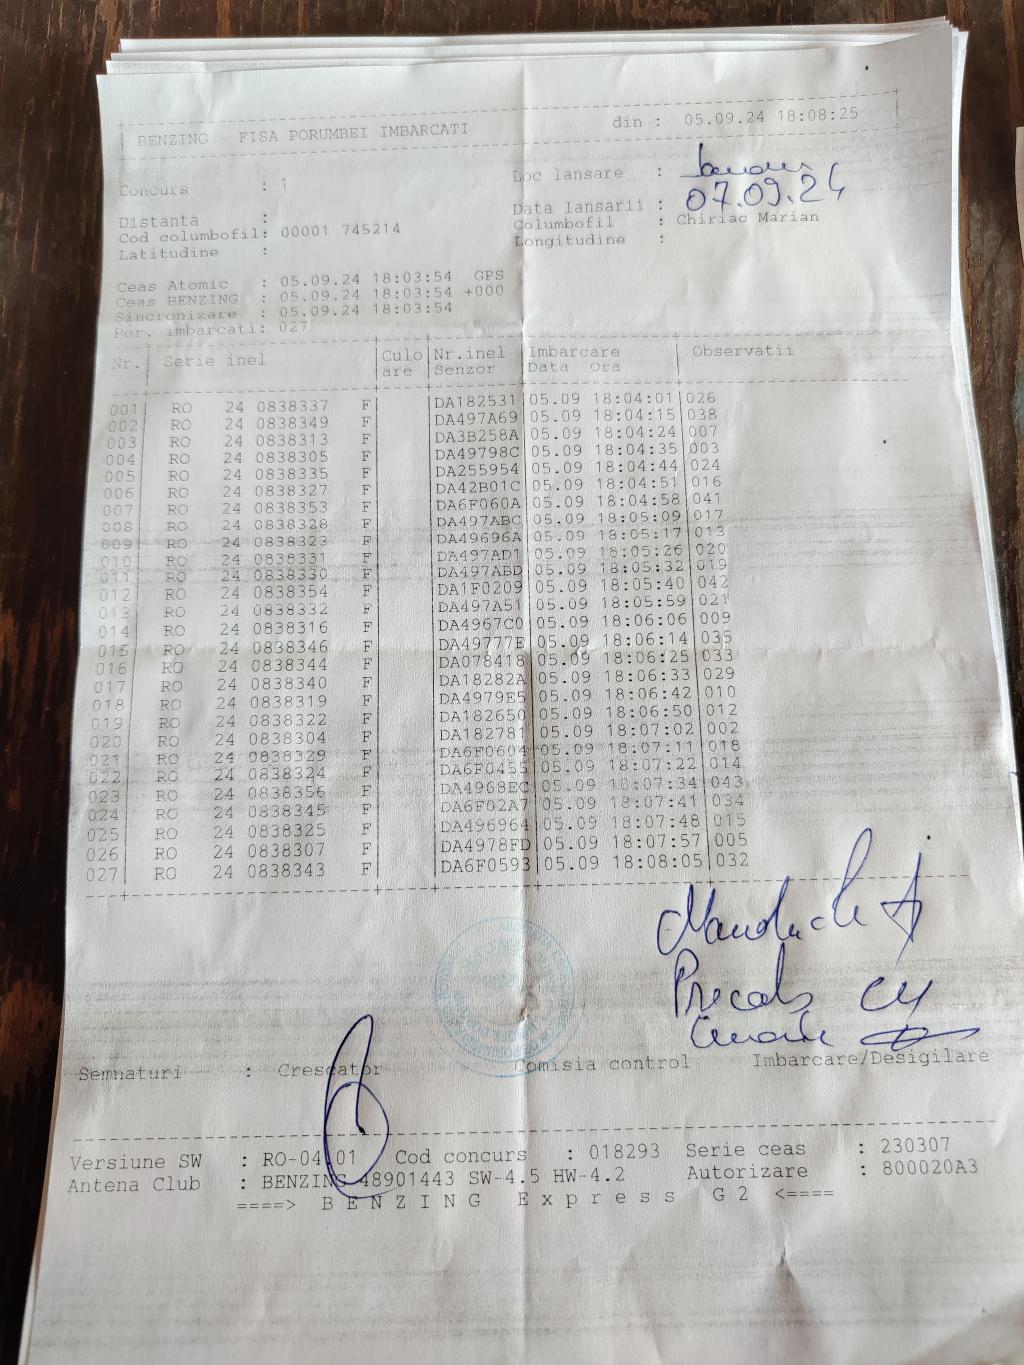 BENZING - FISA PORUMBEI IMBARCATI din : 05.09.24 18:08:25
Concurs : 1 Loc lansare :
Distanta : Data lansarii : 07.09.24
Cod columbofil: 00001 745214 Columbofil : Chiriac Marian
Latitudine : Longitudine :
Ceas Atomic : 05.09.24 18:03:54 GPS
Ceas BENZING : 05.09.24 18:03:54 +000
Sincronizare : 05.09.24 18:03:54
Por. imbarcati: 027
Nr. Serie inel Culo Nr.inel Imbarcare Observatii
are Senzor Data Ora
001 RO 24 0838337 F DA182531 05.09 18:04:01 026
002 RO 24 0838349 F DA497A69 05.09 18:04:15 038
003 RO 24 0838313 F DA3B258A 05.09 18:04:24 007
004 RO 24 0838305 F DA49798C 05.09 18:04:35 003
005 RO 24 0838335 F DA255954 05.09 18:04:44 024
006 RO 24 0838327 F DA42B01C 05.09 18:04:51 016
007 RO 24 0838353 F DA6F060A 05.09 18:04:58 041
008 RO 24 0838328 F DA497ABC 05.09 18:05:09 017
009 RO 24 0838323 F DA49696A 05.09 18:05:17 013
010 RO 24 0838331 F DA497AD1 05.09 18:05:26 020
011 RO 24 0838330 F DA497ABD 05.09 18:05:32 019
012 RO 24 0838354 F DA1F0209 05.09 18:05:40 042
013 RO 24 0838332 F DA497A51 05.09 18:05:59 021
014 RO 24 0838316 F DA4967C0 05.09 18:06:06 009
015 RO 24 0838346 F DA49777E 05.09 18:06:14 035
016 RO 24 0838344 F DA078418 05.09 18:06:25 033
017 RO 24 0838340 F DA18282A 05.09 18:06:33 029
018 RO 24 0838319 F DA4979E5 05.09 18:06:42 010
019 RO 24 0838322 F DA182650 05.09 18:06:50 012
020 RO 24 0838304 F DA182781 05.09 18:07:02 002
021 RO 24 0838329 F DA6F0604 05.09 18:07:11 018
022 RO 24 0838324 F DA6F0455 05.09 18:07:22 014
023 RO 24 0838356 F DA4968EC 05.09 18:07:34 043
024 RO 24 0838345 F DA6F02A7 05.09 18:07:41 034
025 RO 24 0838325 F DA496964 05.09 18:07:48 015
026 RO 24 0838307 F DA4978FD 05.09 18:07:57 005
027 RO 24 0838343 F DA6F0593 05.09 18:08:05 032
Semnaturi : Crescator Comisia control Imbarcare/Desigilare
Versiune SW : RO-04.01 Cod concurs : 018293 Serie ceas : 230307
Antena Club : BENZING 48901443 SW-4.5 HW-4.2 Autorizare : 800020A3
====> B E N Z I N G E x p r e s s G 2 <====